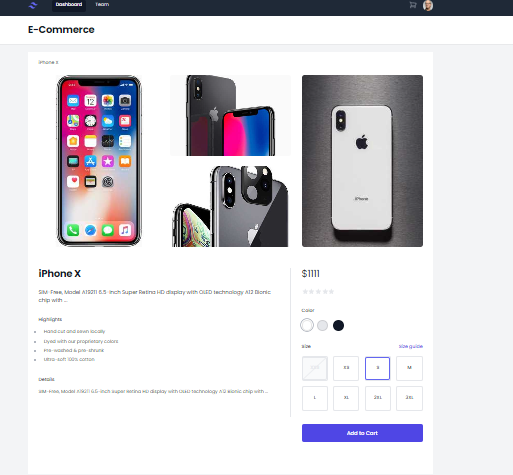 Dashboard
Team
E-Commerce
iPhone X
iPhone
iPhone X
SIM-Free, Model A19211 6.5-inch Super Retina HD display with OLED technology A12 Bionic
chip with ...
Highlights
Hand cut and sewn locally
Dyed with our proprietary colors
Pre-washed & pre-shrunk
Ultra-soft 100% cotton
Details
SIM-Free, Model A19211 6.5-inch Super Retina HD display with OLED technology A12 Bionic chip with ...
$1111
Color
Size
Size guide
XS
S
M
L
XL
2XL
3XL
Add to Cart